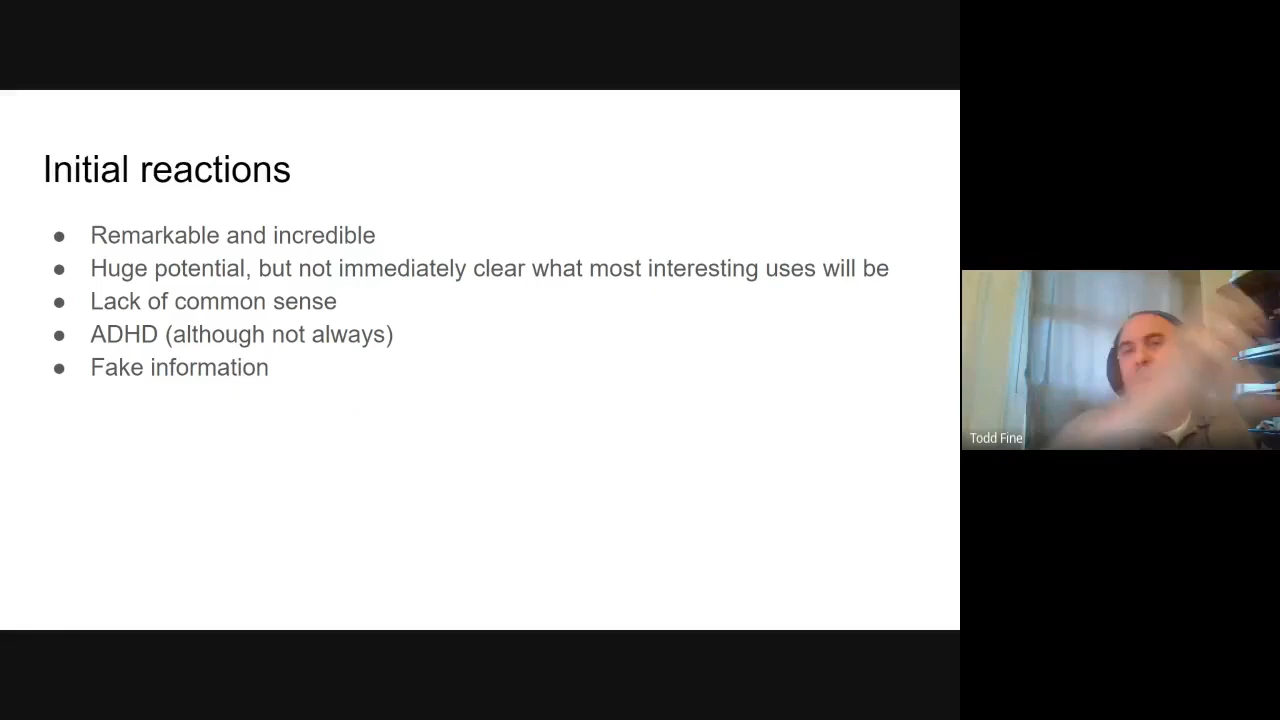 Initial reactions
● Remarkable and incredible
● Huge potential, but not immediately clear what most interesting uses will be
● Lack of common sense
● ADHD (although not always)
● Fake information
Todd Fine